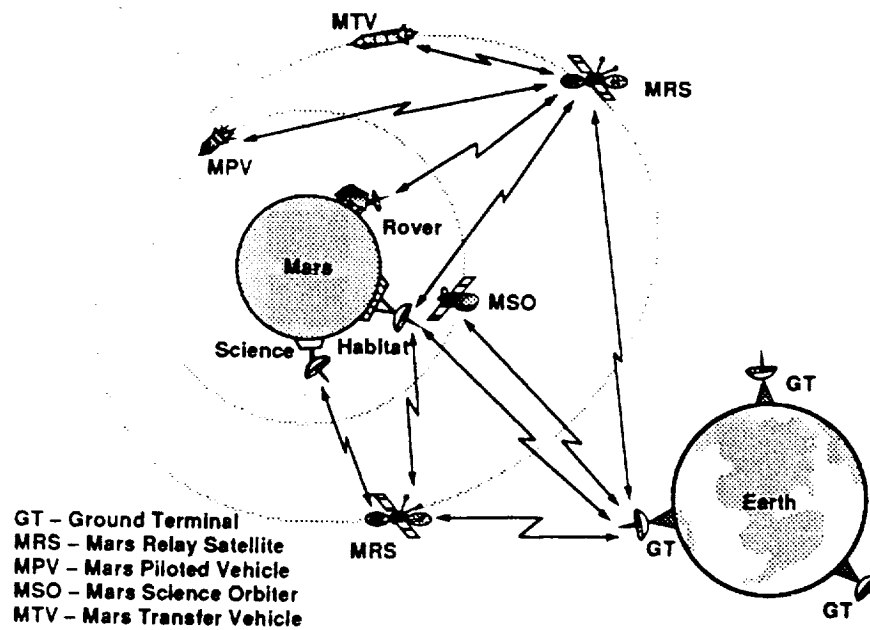 MTV
MRS
MPV
Rover
Mars
MSO
Science
Habitat
GT
Earth
GT
MRS
GT
GT – Ground Terminal
MRS – Mars Relay Satellite
MPV – Mars Piloted Vehicle
MSO – Mars Science Orbiter
MTV – Mars Transfer Vehicle